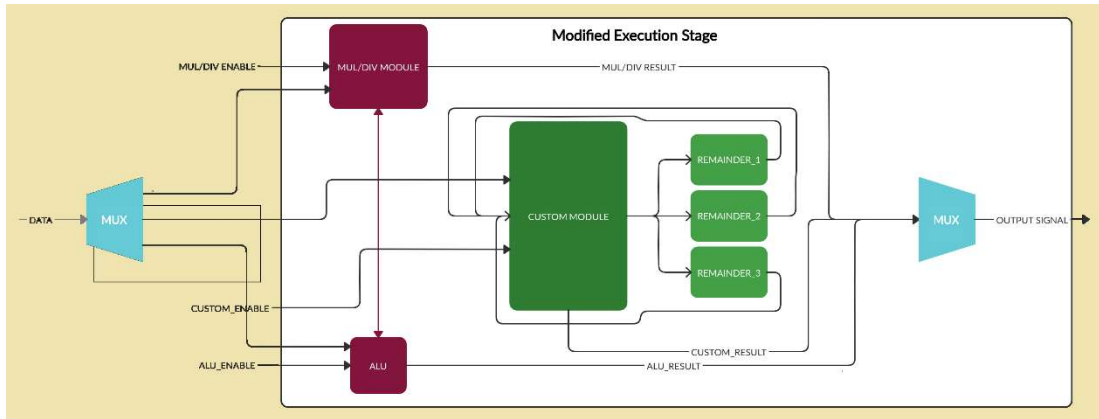 Modified Execution Stage
MUL/DIV ENABLE
MUL/DIV MODULE
MUL/DIV RESULT
REMAINDER_1
DATA
MUX
CUSTOM MODULE
REMAINDER_2
MUX
OUTPUT SIGNAL
REMAINDER_3
CUSTOM_ENABLE
CUSTOM_RESULT
ALU_ENABLE
ALU
ALU_RESULT